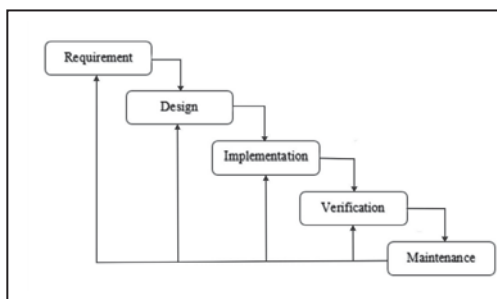 Requirement
Design
Implementation
Verification
Maintenance